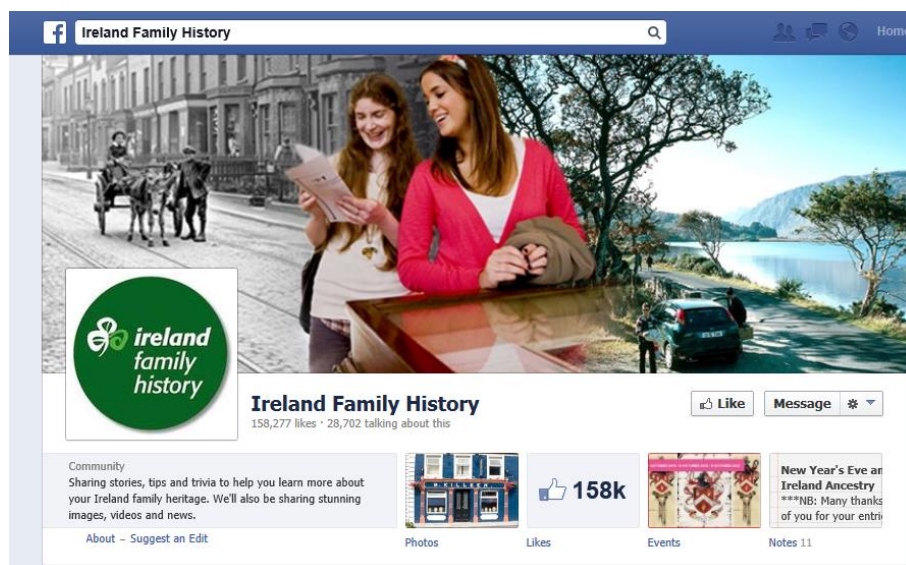 Ireland Family History
Home
ireland
family
history
Ireland Family History
158,277 likes · 28,702 talking about this
Like
Message
Community
Sharing stories, tips and trivia to help you learn more about
your Ireland family heritage. We'll also be sharing stunning
images, videos and news.
About – Suggest an Edit
Photos
158k
Likes
Events
New Year's Eve an
Ireland Ancestry
***NB: Many thanks
of you for your entri
Notes 11